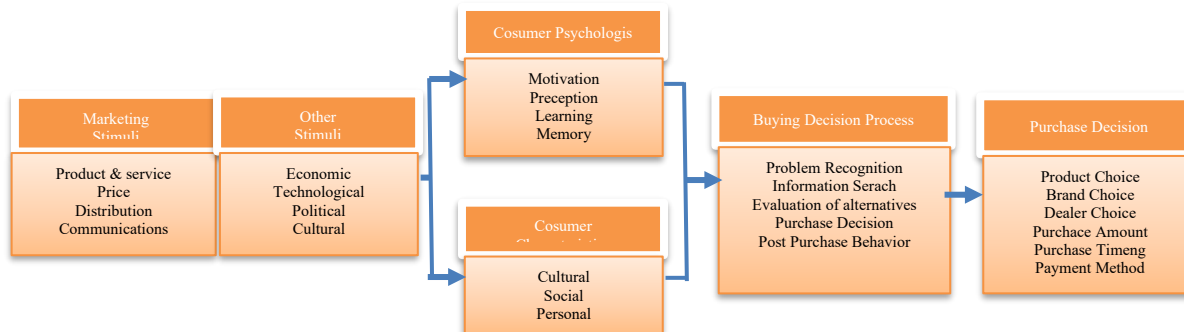 Marketing
Stimuli
Product & service
Price
Distribution
Communications
Other
Stimuli
Economic
Technological
Political
Cultural
Cosumer Psychologis
Motivation
Preception
Learning
Memory
Cosumer
Cultural
Social
Personal
Buying Decision Process
Problem Recognition
Information Serach
Evaluation of alternatives
Purchase Decision
Post Purchase Behavior
Purchase Decision
Product Choice
Brand Choice
Dealer Choice
Purchace Amount
Purchase Timeng
Payment Method